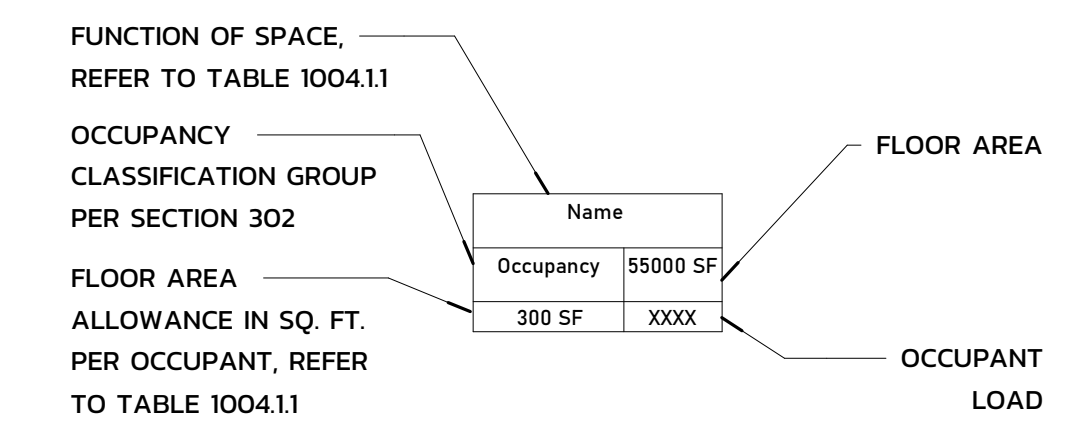 FUNCTION OF SPACE,
REFER TO TABLE 1004.1.1
OCCUPANCY
CLASSIFICATION GROUP
PER SECTION 302
FLOOR AREA
ALLOWANCE IN SQ. FT.
PER OCCUPANT, REFER
TO TABLE 1004.1.1
Name
Occupancy 55000 SF
300 SF XXXX
FLOOR AREA
OCCUPANT
LOAD